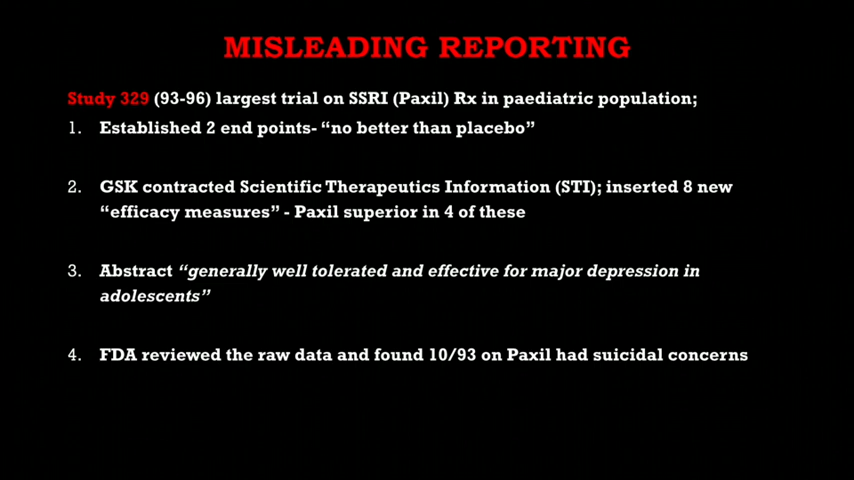 MISLEADING REPORTING
Study 329 (93-96) largest trial on SSRI (Paxil) Rx in paediatric population;
1. Established 2 end points- “no better than placebo”
2. GSK contracted Scientific Therapeutics Information (STI); inserted 8 new
“efficacy measures” - Paxil superior in 4 of these
3. Abstract “generally well tolerated and effective for major depression in
adolescents”
4. FDA reviewed the raw data and found 10/93 on Paxil had suicidal concerns